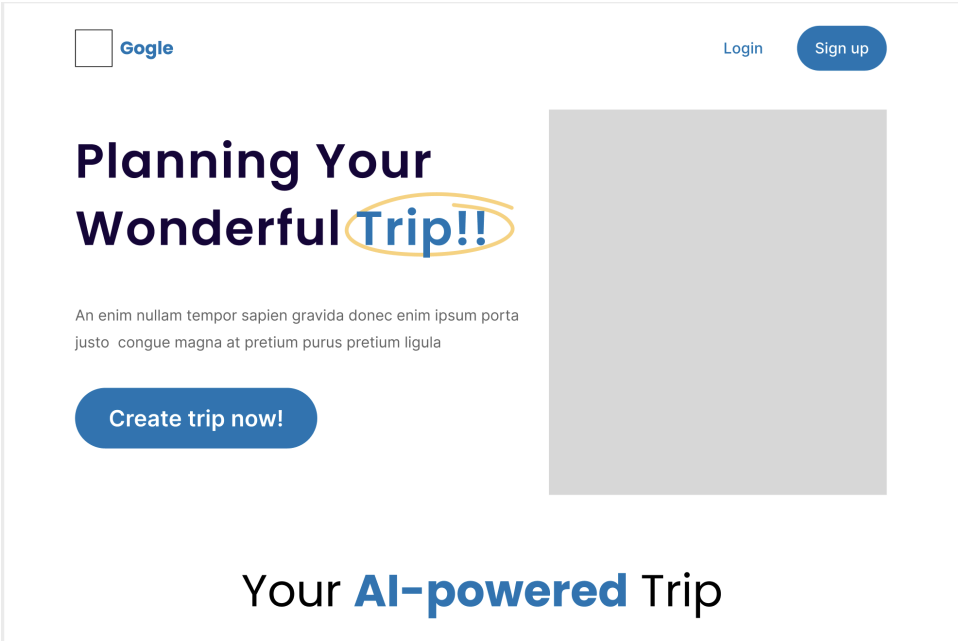 Gogle
Login
Sign up
Planning Your
Wonderful Trip!!
An enim nullam tempor sapien gravida donec enim ipsum porta
justo  congue magna at pretium purus pretium ligula
Create trip now!
Your AI-powered Trip